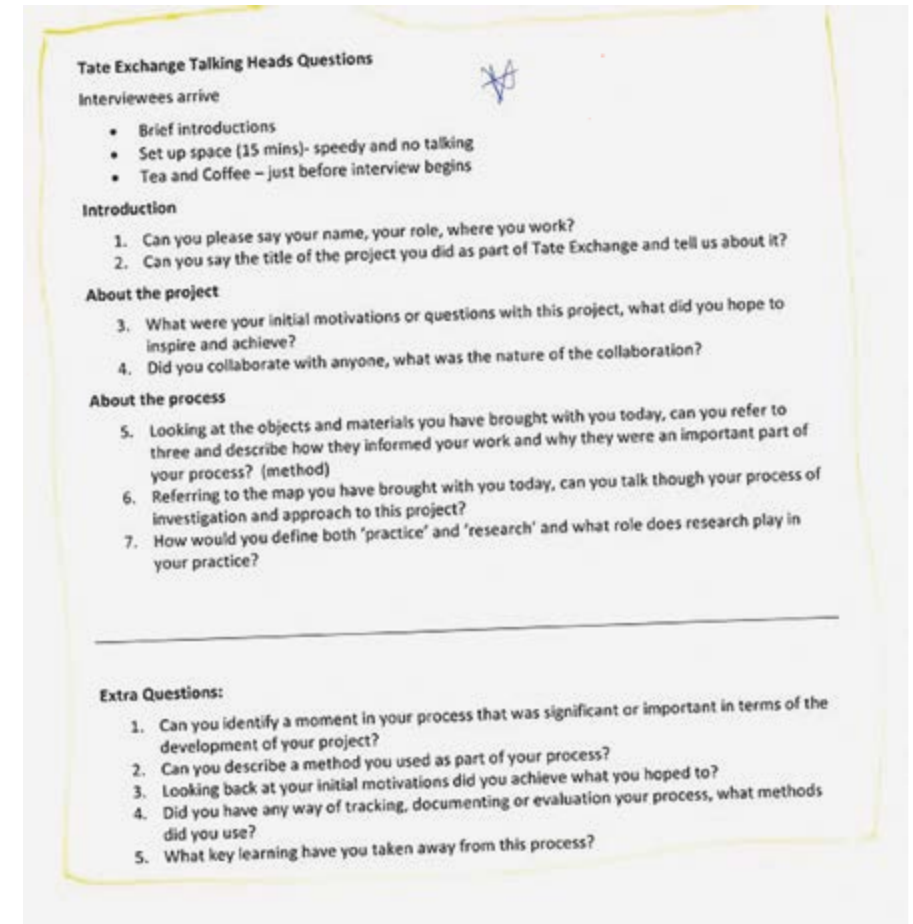 Tate Exchange Talking Heads Questions
Interviewees arrive
• Brief introductions
• Set up space (15 mins)- speedy and no talking
• Tea and Coffee – just before interview begins
Introduction
1. Can you please say your name, your role, where you work?
2. Can you say the title of the project you did as part of Tate Exchange and tell us about it?
About the project
3. What were your initial motivations or questions with this project, what did you hope to
inspire and achieve?
4. Did you collaborate with anyone, what was the nature of the collaboration?
About the process
5. Looking at the objects and materials you have brought with you today, can you refer to
three and describe how they informed your work and why they were an important part of
your process? (method)
6. Referring to the map you have brought with you today, can you talk though your process of
investigation and approach to this project?
7. How would you define both ‘practice’ and ‘research’ and what role does research play in
your practice?
Extra Questions:
1. Can you identify a moment in your process that was significant or important in terms of the
development of your project?
2. Can you describe a method you used as part of your process?
3. Looking back at your initial motivations did you achieve what you hoped to?
4. Did you have any way of tracking, documenting or evaluation your process, what methods
did you use?
5. What key learning have you taken away from this process?